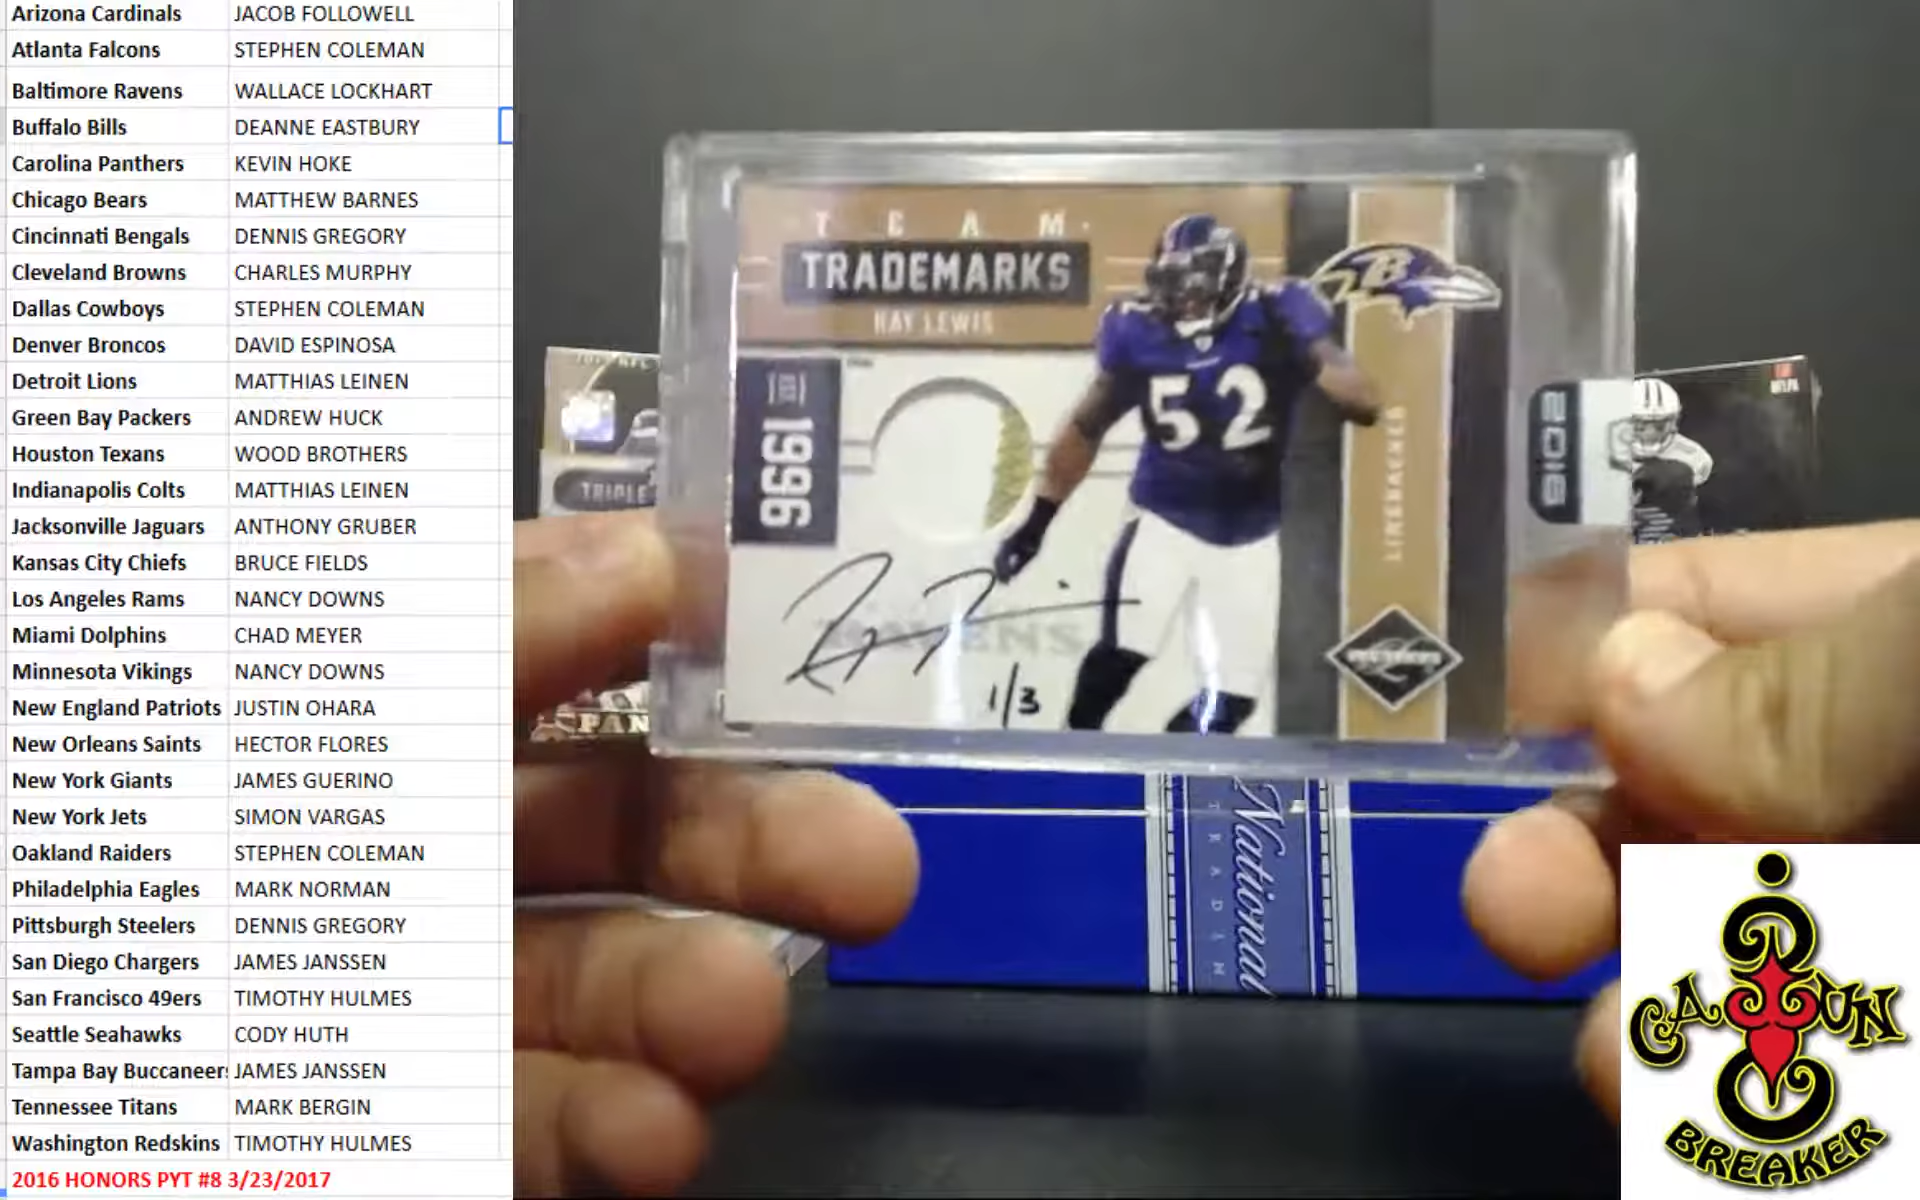 Arizona Cardinals JACOB FOLLOWELL
Atlanta Falcons STEPHEN COLEMAN
Baltimore Ravens WALLACE LOCKHART
Buffalo Bills DEANNE EASTBURY
Carolina Panthers KEVIN HOKE
Chicago Bears MATTHEW BARNES
Cincinnati Bengals DENNIS GREGORY
Cleveland Browns CHARLES MURPHY
Dallas Cowboys STEPHEN COLEMAN
Denver Broncos DAVID ESPINOSA
Detroit Lions MATTHIAS LEINEN
Green Bay Packers ANDREW HUCK
Houston Texans WOOD BROTHERS
Indianapolis Colts MATTHIAS LEINEN
Jacksonville Jaguars ANTHONY GRUBER
Kansas City Chiefs BRUCE FIELDS
Los Angeles Rams NANCY DOWNS
Miami Dolphins CHAD MEYER
Minnesota Vikings NANCY DOWNS
New England Patriots JUSTIN OHARA
New Orleans Saints HECTOR FLORES
New York Giants JAMES GUERINO
New York Jets SIMON VARGAS
Oakland Raiders STEPHEN COLEMAN
Philadelphia Eagles MARK NORMAN
Pittsburgh Steelers DENNIS GREGORY
San Diego Chargers JAMES JANSSEN
San Francisco 49ers TIMOTHY HULMES
Seattle Seahawks CODY HUTH
Tampa Bay Buccaneers JAMES JANSSEN
Tennessee Titans MARK BERGIN
Washington Redskins TIMOTHY HULMES
2016 HONORS PYT #8 3/23/2017
TEAM
TRADEMARKS
RAY LEWIS
EST
1996
52
B
LINEBACKER
RAVENS
1/3
2016
TRIPLE
NFLPA
PAN
National
CAJUN
BREAKER